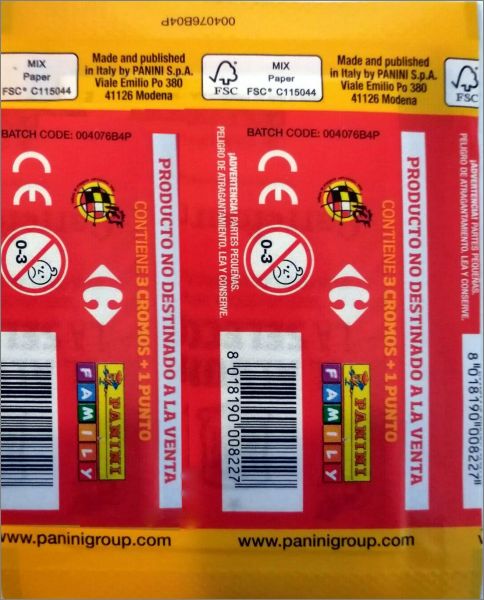 004076B4P
MIX
Paper
FSC® C115044
Made and published
in Italy by PANINI S.p.A.
Viale Emilio Po 380
41126 Modena
FSC
MIX
Paper
FSC® C115044
Made and published
in Italy by PANINI S.p.A.
Viale Emilio Po 380
41126 Modena
FSC
BATCH CODE: 004076B4P
BATCH CODE: 004076B4P
PRODUCTO NO DESTINADO A LA VENTA
CONTIENE 3 CROMOS + 1 PUNTO
CE
0-3
PANINI
FAMILY
¡ADVERTENCIA! PARTES PEQUEÑAS.
PELIGRO DE ATRAGANTAMIENTO. LEA Y CONSERVE.
8 018190 008227
PRODUCTO NO DESTINADO A LA VENTA
CONTIENE 3 CROMOS + 1 PUNTO
CE
0-3
PANINI
FAMILY
¡ADVERTENCIA! PARTES PEQUEÑAS.
PELIGRO DE ATRAGANTAMIENTO. LEA Y CONSERVE.
8 018190 008227
www.paninigroup.com
www.paninigroup.com